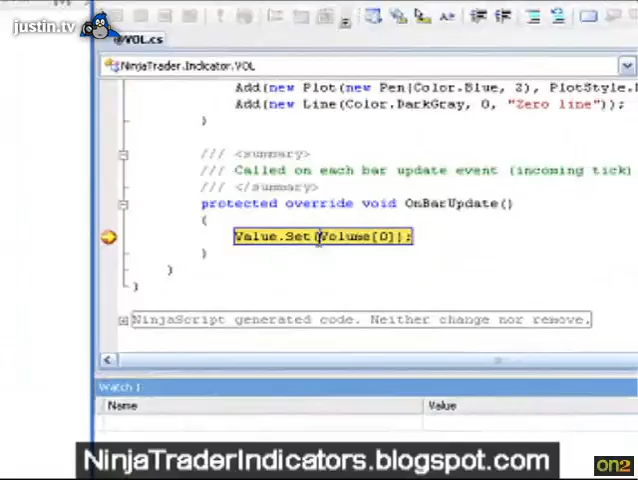 justin.tv
VOL.cs
NinjaTrader.Indicator.VOL
Add(new Plot(new Pen(Color.Blue, 2), PlotStyle.
Add(new Line(Color.DarkGray, 0, "Zero line"));
}
/// <summary>
/// Called on each bar update event (incoming tick)
/// </summary>
protected override void OnBarUpdate()
{
Value.Set(Volume[0]);
}
}
}
NinjaScript generated code. Neither change nor remove.
Watch 1
Name Value
NinjaTraderIndicators.blogspot.com
on2